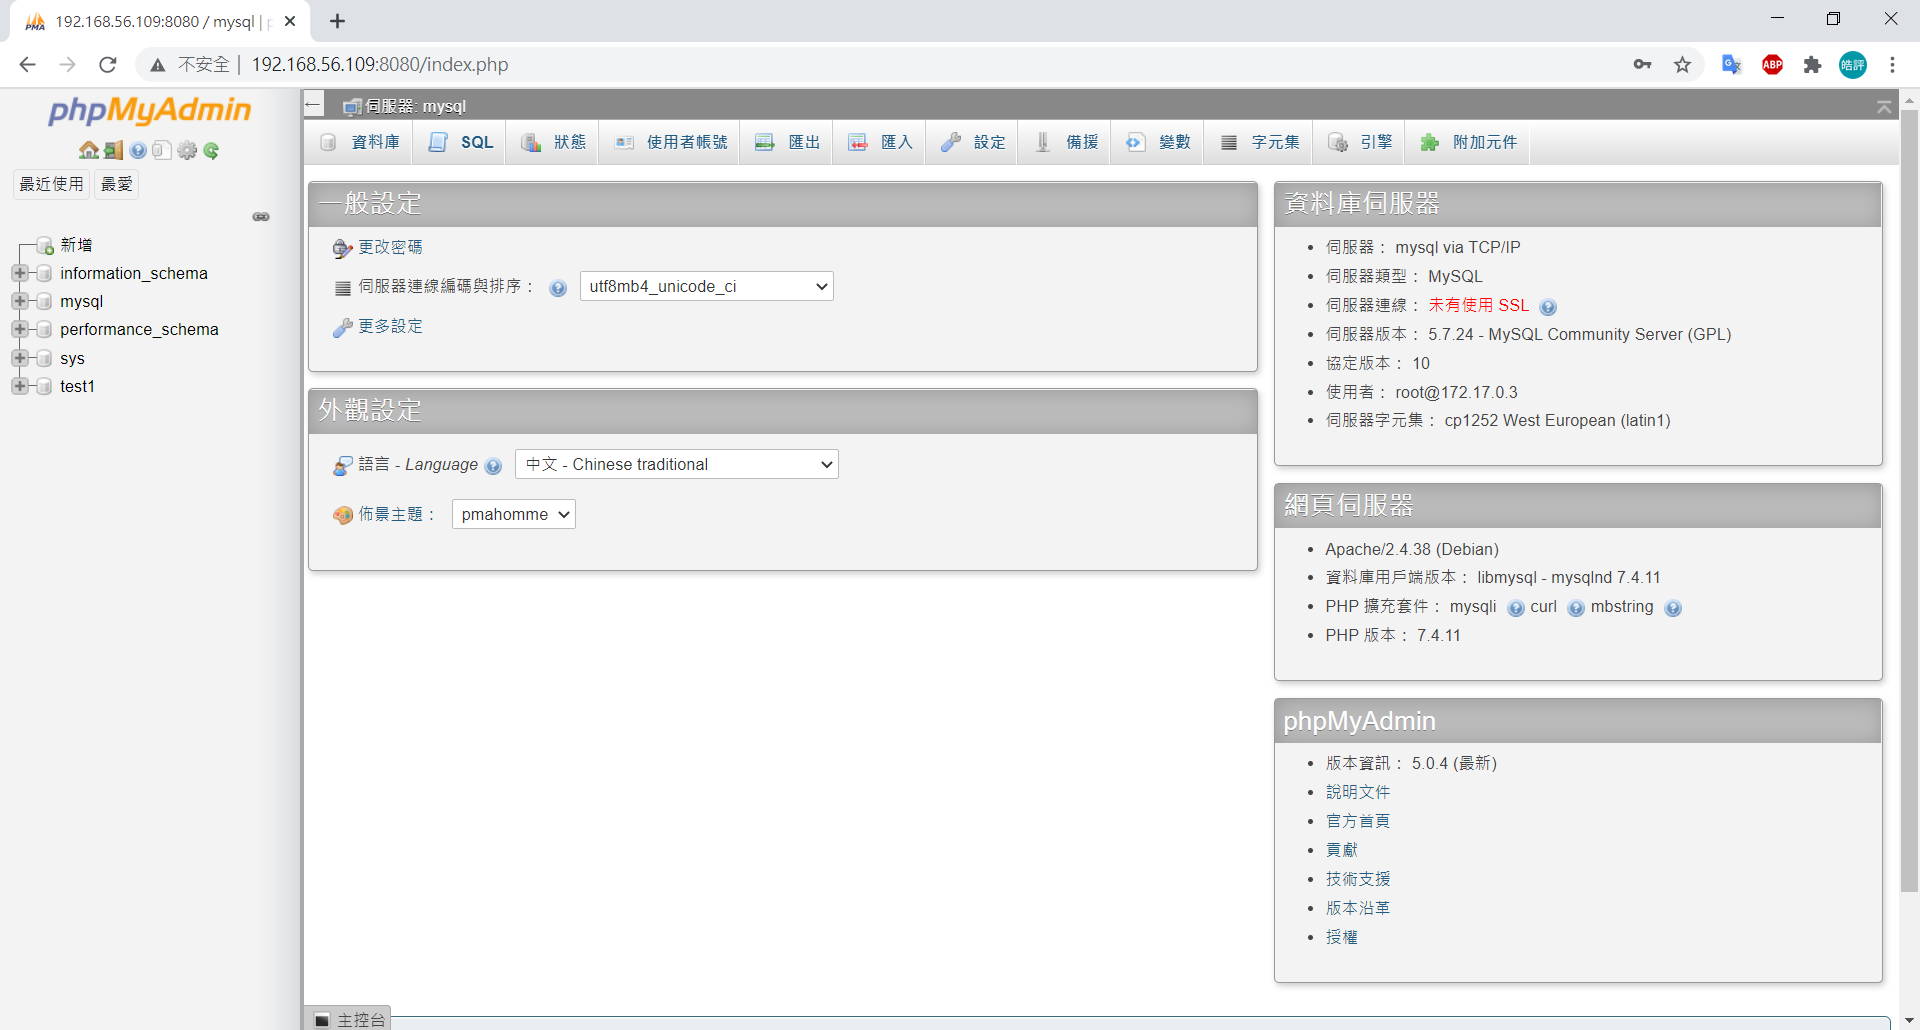 192.168.56.109:8080 / mysql |
不安全 | 192.168.56.109:8080/index.php
ABP
皓評
phpMyAdmin
最近使用 最愛
新增
information_schema
mysql
performance_schema
sys
test1
伺服器: mysql
資料庫 SQL 狀態 使用者帳號 匯出 匯入 設定 備援 變數 字元集 引擎 附加元件
一般設定
更改密碼
伺服器連線編碼與排序： utf8mb4_unicode_ci
更多設定
外觀設定
語言 - Language 中文 - Chinese traditional
佈景主題： pmahomme
資料庫伺服器
伺服器： mysql via TCP/IP
伺服器類型： MySQL
伺服器連線： 未有使用 SSL
伺服器版本： 5.7.24 - MySQL Community Server (GPL)
協定版本： 10
使用者： root@172.17.0.3
伺服器字元集： cp1252 West European (latin1)
網頁伺服器
Apache/2.4.38 (Debian)
資料庫用戶端版本： libmysql - mysqlnd 7.4.11
PHP 擴充套件： mysqli curl mbstring
PHP 版本： 7.4.11
phpMyAdmin
版本資訊： 5.0.4 (最新)
說明文件
官方首頁
貢獻
技術支援
版本沿革
授權
主控台